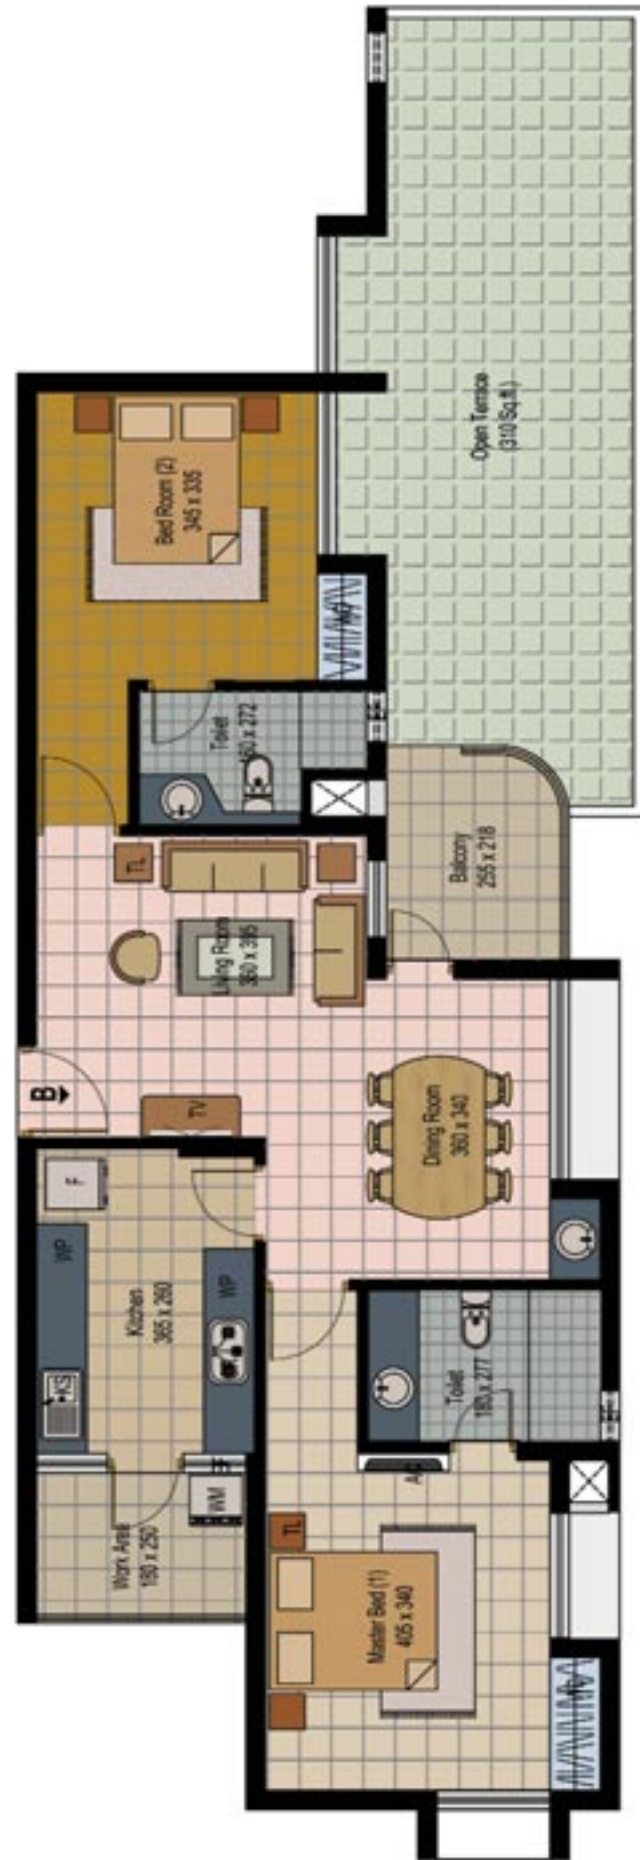 Open Terrace
(310 Sq.ft.)
Bed Room (2)
345 x 335
Toilet
160 x 272
Balcony
255 x 218
TL
Living Room
360 x 395
B
TV
Dining Room
360 x 340
F
WP
Kitchen
365 x 260
WP
KS
Toilet
180 x 277
WM
Work Area
180 x 250
TL
Master Bed (1)
405 x 340